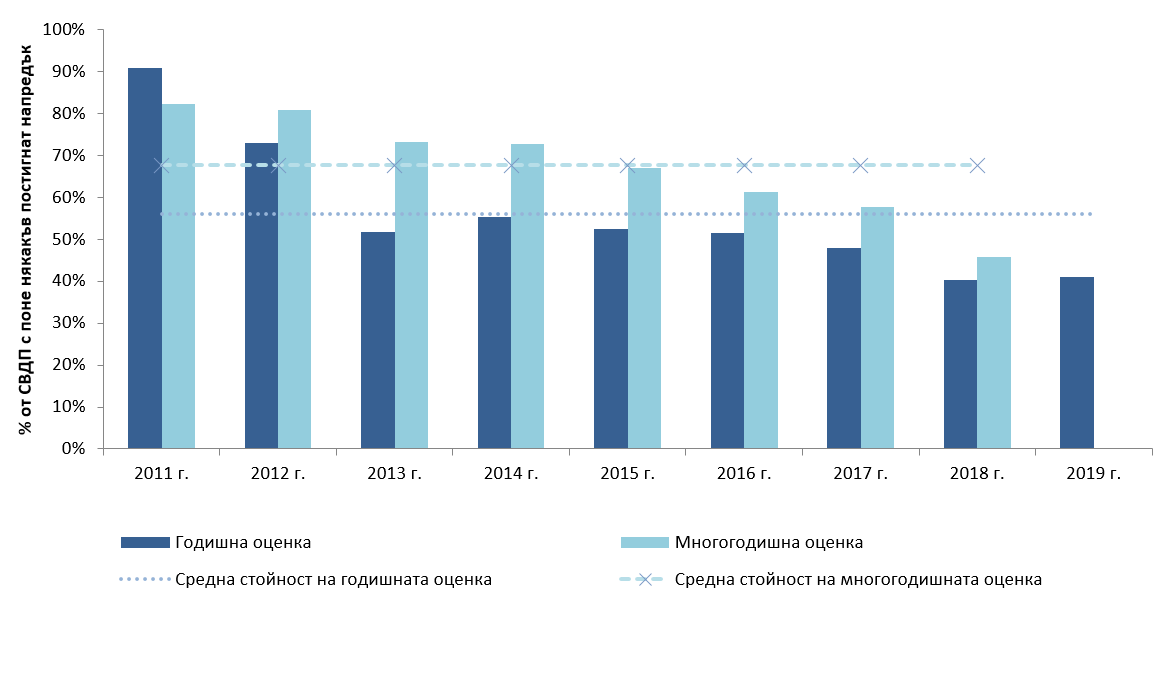 % от СВДП с поне някакъв постигнат напредък
100%
90%
80%
70%
60%
50%
40%
30%
20%
10%
0%
2011 г.
2012 г.
2013 г.
2014 г.
2015 г.
2016 г.
2017 г.
2018 г.
2019 г.
Годишна оценка
Многогодишна оценка
Средна стойност на годишната оценка
Средна стойност на многогодишната оценка